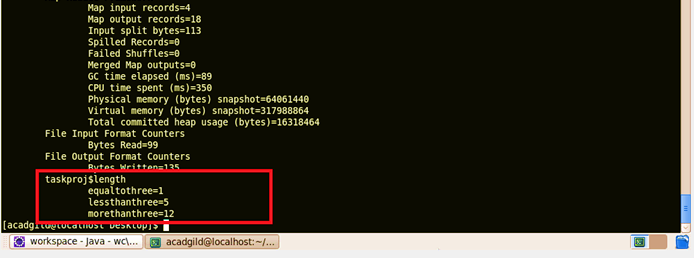 Map input records=4
Map output records=18
Input split bytes=113
Spilled Records=0
Failed Shuffles=0
Merged Map outputs=0
GC time elapsed (ms)=89
CPU time spent (ms)=350
Physical memory (bytes) snapshot=64061440
Virtual memory (bytes) snapshot=317988864
Total committed heap usage (bytes)=16318464
File Input Format Counters
Bytes Read=99
File Output Format Counters
Bytes Written=135
taskproj$length
equaltothree=1
lessthanthree=5
morethanthree=12
[acadgild@localhost Desktop]$
workspace - Java - wc\...
acadgild@localhost:~/...